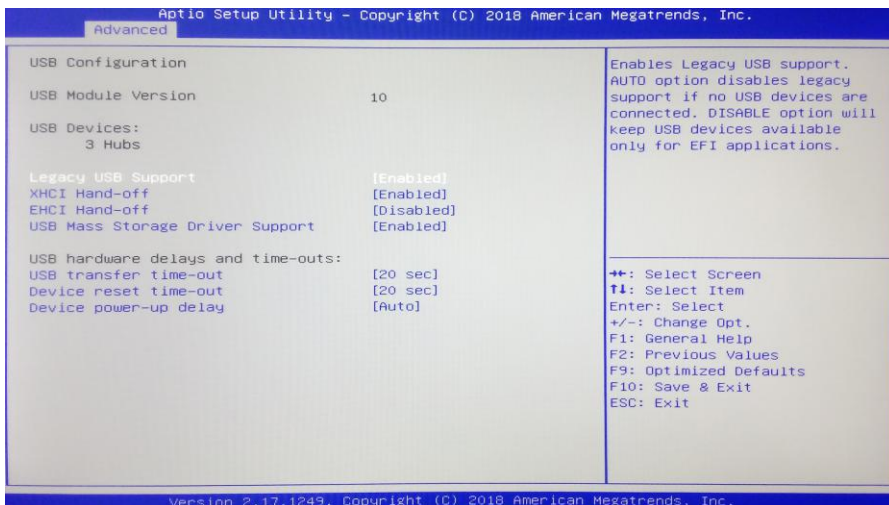 Aptio Setup Utility – Copyright (C) 2018 American Megatrends, Inc.
Advanced
USB Configuration
USB Module Version 10
USB Devices:
3 Hubs
Legacy USB Support [Enabled]
XHCI Hand-off [Enabled]
EHCI Hand-off [Disabled]
USB Mass Storage Driver Support [Enabled]
USB hardware delays and time-outs:
USB transfer time-out [20 sec]
Device reset time-out [20 sec]
Device power-up delay [Auto]
Enables Legacy USB support.
AUTO option disables legacy
support if no USB devices are
connected. DISABLE option will
keep USB devices available
only for EFI applications.
→←: Select Screen
↑↓: Select Item
Enter: Select
+/-: Change Opt.
F1: General Help
F2: Previous Values
F9: Optimized Defaults
F10: Save & Exit
ESC: Exit
Version 2.17.1249. Copyright (C) 2018 American Megatrends, Inc.